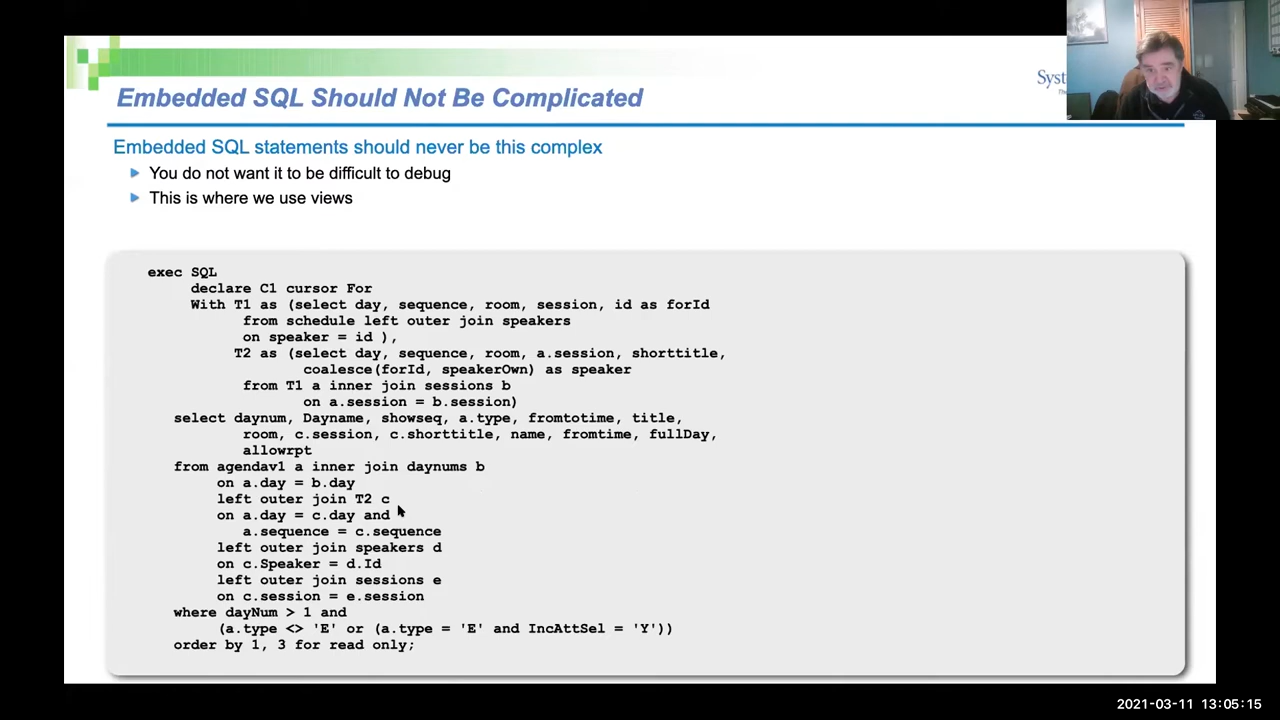 Embedded SQL Should Not Be Complicated
Syst
Embedded SQL statements should never be this complex
You do not want it to be difficult to debug
This is where we use views
exec SQL
declare C1 cursor For
With T1 as (select day, sequence, room, session, id as forId
from schedule left outer join speakers
on speaker = id ),
T2 as (select day, sequence, room, a.session, shorttitle,
coalesce(forId, speakerOwn) as speaker
from T1 a inner join sessions b
on a.session = b.session)
select daynum, Dayname, showseq, a.type, fromtotime, title,
room, c.session, c.shorttitle, name, fromtime, fullDay,
allowrpt
from agendav1 a inner join daynums b
on a.day = b.day
left outer join T2 c
on a.day = c.day and
a.sequence = c.sequence
left outer join speakers d
on c.Speaker = d.Id
left outer join sessions e
on c.session = e.session
where dayNum > 1 and
(a.type <> 'E' or (a.type = 'E' and IncAttSel = 'Y'))
order by 1, 3 for read only;
2021-03-11 13:05:15